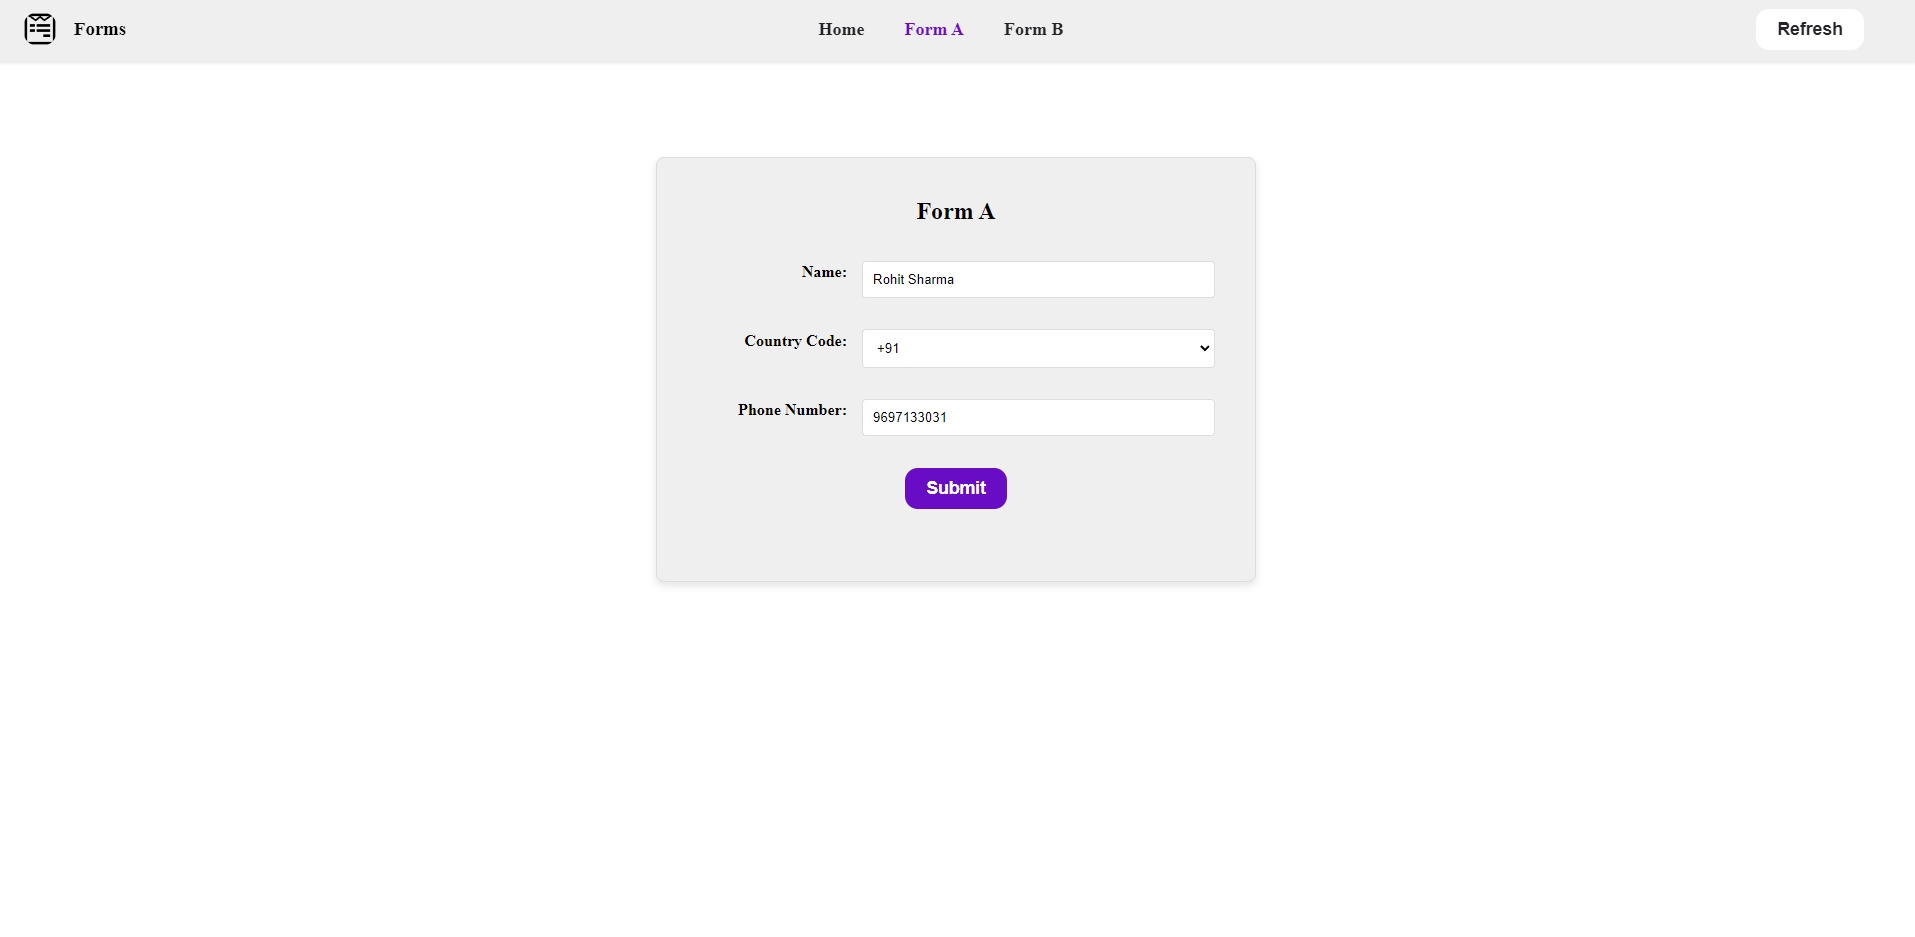 Forms
Home Form A Form B
Refresh
Form A
Name: Rohit Sharma
Country Code: +91
Phone Number: 9697133031
Submit